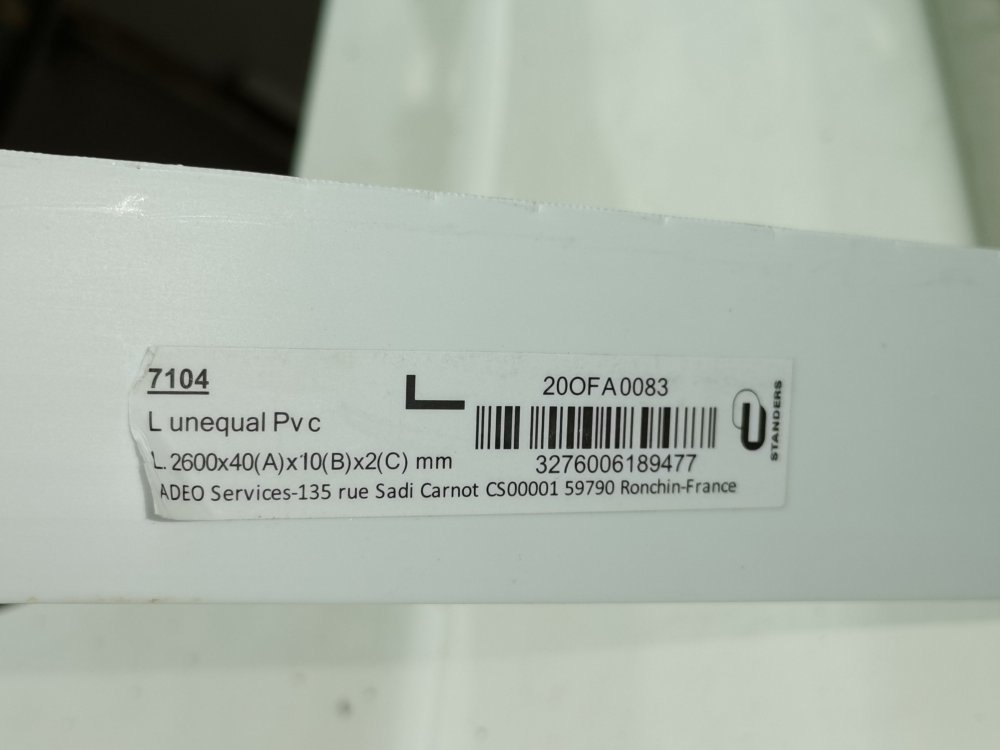 7104
20OFA0083
L unequal Pvc
STANDERS
L. 2600x40(A)x10(B)x2(C) mm
3276006189477
ADEO Services-135 rue Sadi Carnot CS00001 59790 Ronchin-France